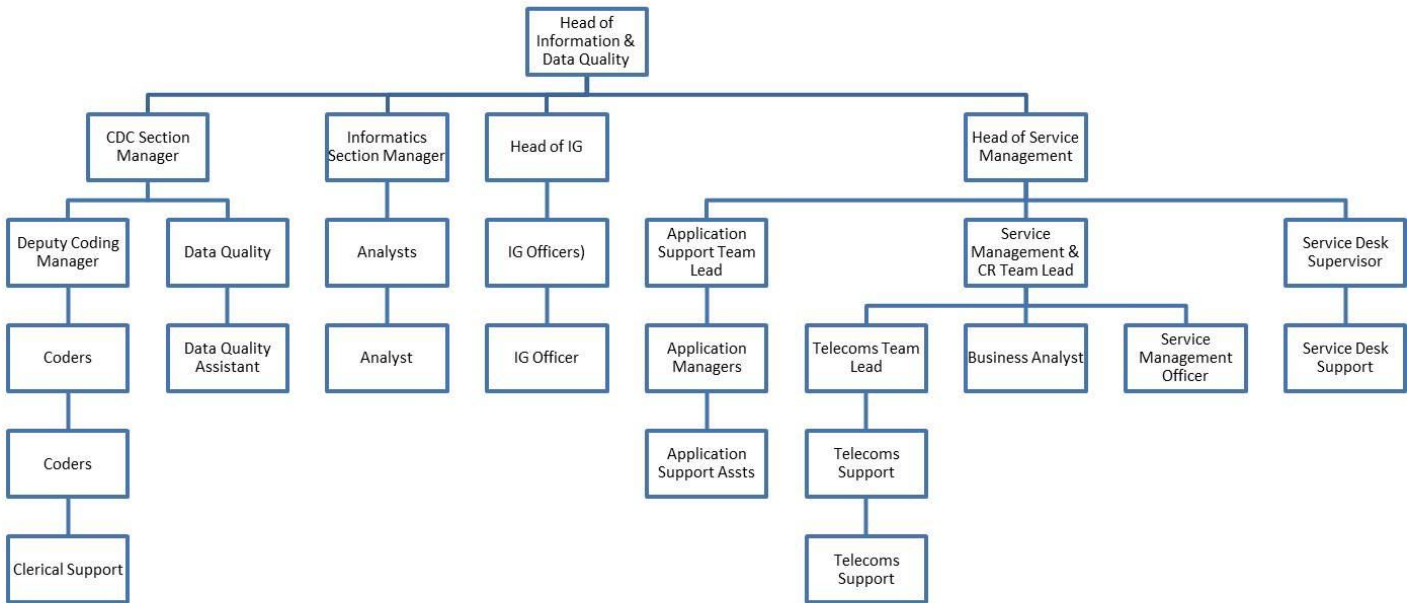 Head of
Information &
Data Quality
CDC Section
Manager
Informatics
Section Manager
Head of IG
Head of Service
Management
Deputy Coding
Manager
Data Quality
Analysts
IG Officers)
Application
Support Team
Lead
Service
Management &
CR Team Lead
Service Desk
Supervisor
Coders
Data Quality
Assistant
Analyst
IG Officer
Application
Managers
Telecoms Team
Lead
Business Analyst
Service
Management
Officer
Service Desk
Support
Coders
Application
Support Assts
Telecoms
Support
Clerical Support
Telecoms
Support